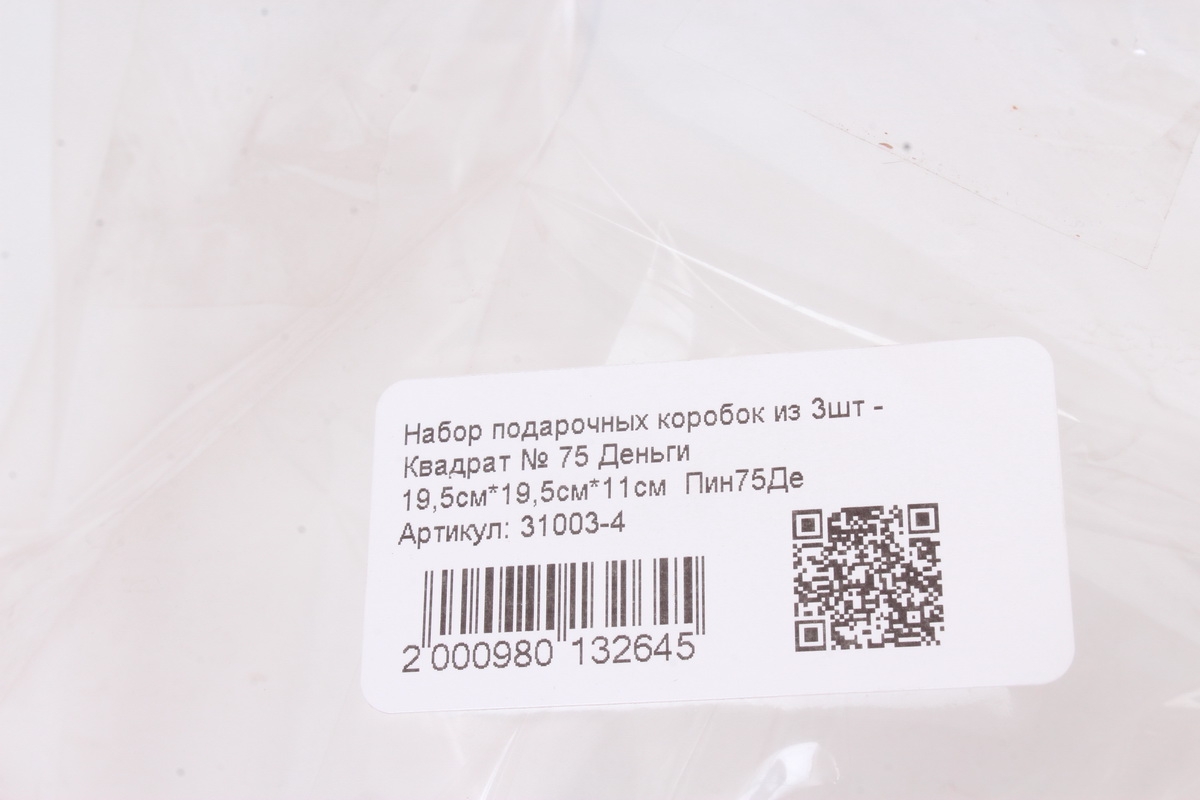 Набор подарочных коробок из 3шт -
Квадрат № 75 Деньги
19,5см*19,5см*11см Пин75Де
Артикул: 31003-4
2 000980 132645